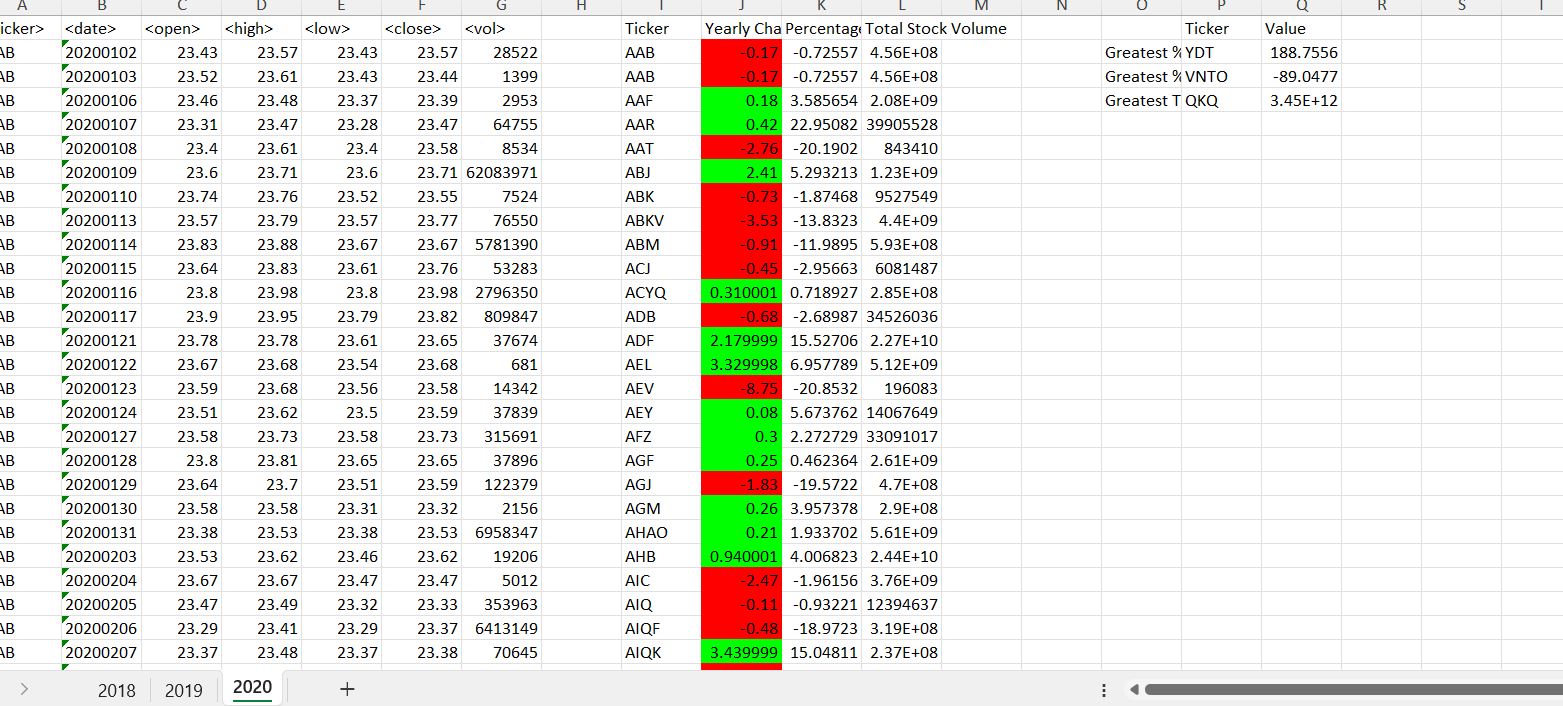 A B C D E F G H I J K L M N O P Q R S T
icker> <date> <open> <high> <low> <close> <vol> Ticker Yearly Cha Percentage Total Stock Volume Ticker Value
AB 20200102 23.43 23.57 23.43 23.57 28522 AAB -0.17 -0.72557 4.56E+08 Greatest % YDT 188.7556
AB 20200103 23.52 23.61 23.43 23.44 1399 AAB -0.17 -0.72557 4.56E+08 Greatest % VNTO -89.0477
AB 20200106 23.46 23.48 23.37 23.39 2953 AAF 0.18 3.585654 2.08E+09 Greatest T QKQ 3.45E+12
AB 20200107 23.31 23.47 23.28 23.47 64755 AAR 0.42 22.95082 39905528
AB 20200108 23.4 23.61 23.4 23.58 8534 AAT -2.76 -20.1902 843410
AB 20200109 23.6 23.71 23.6 23.71 62083971 ABJ 2.41 5.293213 1.23E+09
AB 20200110 23.74 23.76 23.52 23.55 7524 ABK -0.73 -1.87468 9527549
AB 20200113 23.57 23.79 23.57 23.77 76550 ABKV -3.53 -13.8323 4.4E+09
AB 20200114 23.83 23.88 23.67 23.67 5781390 ABM -0.91 -11.9895 5.93E+08
AB 20200115 23.64 23.83 23.61 23.76 53283 ACJ -0.45 -2.95663 6081487
AB 20200116 23.8 23.98 23.8 23.98 2796350 ACYQ 0.310001 0.718927 2.85E+08
AB 20200117 23.9 23.95 23.79 23.82 809847 ADB -0.68 -2.68987 34526036
AB 20200121 23.78 23.78 23.61 23.65 37674 ADF 2.179999 15.52706 2.27E+10
AB 20200122 23.67 23.68 23.54 23.68 681 AEL 3.329998 6.957789 5.12E+09
AB 20200123 23.59 23.68 23.56 23.58 14342 AEV -8.75 -20.8532 196083
AB 20200124 23.51 23.62 23.5 23.59 37839 AEY 0.08 5.673762 14067649
AB 20200127 23.58 23.73 23.58 23.73 315691 AFZ 0.3 2.272729 33091017
AB 20200128 23.8 23.81 23.65 23.65 37896 AGF 0.25 0.462364 2.61E+09
AB 20200129 23.64 23.7 23.51 23.59 122379 AGJ -1.83 -19.5722 4.7E+08
AB 20200130 23.58 23.58 23.31 23.32 2156 AGM 0.26 3.957378 2.9E+08
AB 20200131 23.38 23.53 23.38 23.53 6958347 AHAO 0.21 1.933702 5.61E+09
AB 20200203 23.53 23.62 23.46 23.62 19206 AHB 0.940001 4.006823 2.44E+10
AB 20200204 23.67 23.67 23.47 23.47 5012 AIC -2.47 -1.96156 3.76E+09
AB 20200205 23.47 23.49 23.32 23.33 353963 AIQ -0.11 -0.93221 12394637
AB 20200206 23.29 23.41 23.29 23.37 6413149 AIQF -0.48 -18.9723 3.19E+08
AB 20200207 23.37 23.48 23.37 23.38 70645 AIQK 3.439999 15.04811 2.37E+08
2018 2019 2020 +